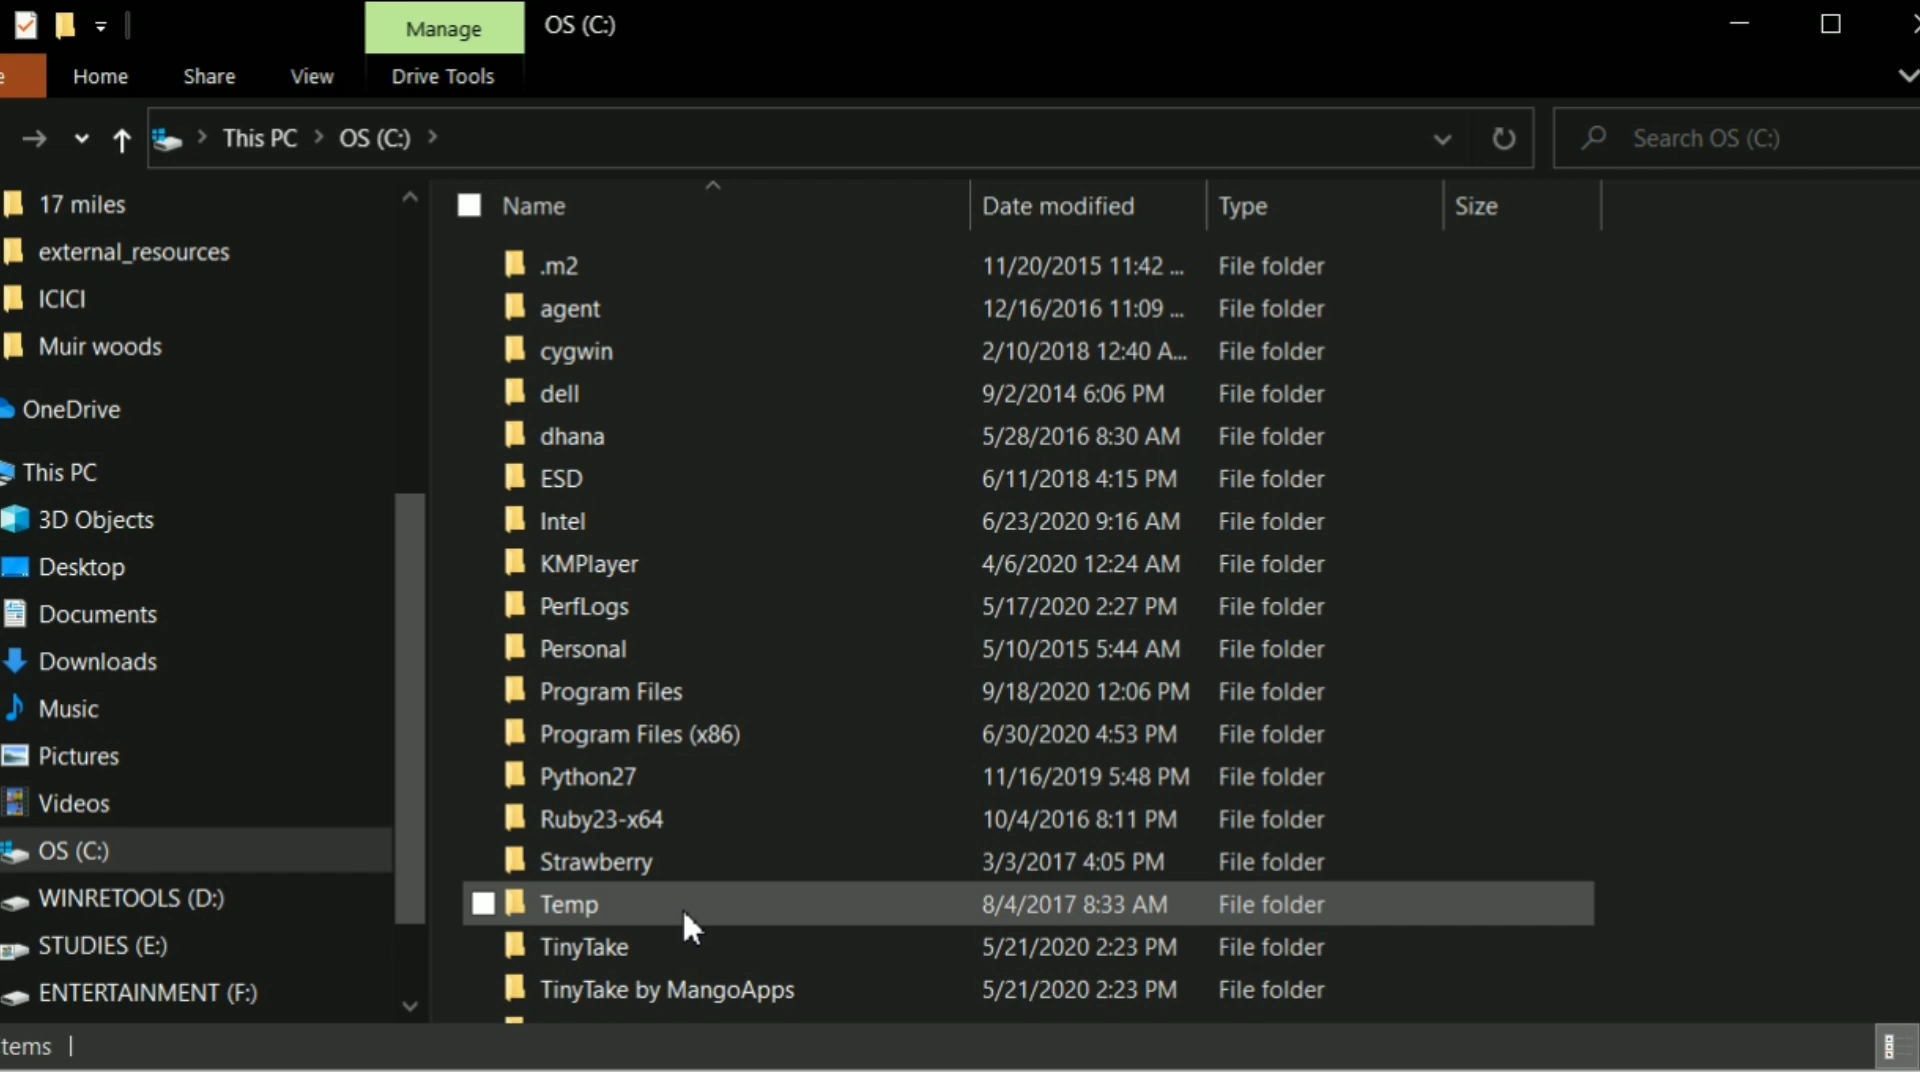 Manage OS (C:)
e Home Share View Drive Tools
This PC OS (C:) Search OS (C:)
17 miles
external_resources
ICICI
Muir woods
OneDrive
This PC
3D Objects
Desktop
Documents
Downloads
Music
Pictures
Videos
OS (C:)
WINRETOOLS (D:)
STUDIES (E:)
ENTERTAINMENT (F:)
Name Date modified Type Size
.m2 11/20/2015 11:42 ... File folder
agent 12/16/2016 11:09 ... File folder
cygwin 2/10/2018 12:40 A... File folder
dell 9/2/2014 6:06 PM File folder
dhana 5/28/2016 8:30 AM File folder
ESD 6/11/2018 4:15 PM File folder
Intel 6/23/2020 9:16 AM File folder
KMPlayer 4/6/2020 12:24 AM File folder
PerfLogs 5/17/2020 2:27 PM File folder
Personal 5/10/2015 5:44 AM File folder
Program Files 9/18/2020 12:06 PM File folder
Program Files (x86) 6/30/2020 4:53 PM File folder
Python27 11/16/2019 5:48 PM File folder
Ruby23-x64 10/4/2016 8:11 PM File folder
Strawberry 3/3/2017 4:05 PM File folder
Temp 8/4/2017 8:33 AM File folder
TinyTake 5/21/2020 2:23 PM File folder
TinyTake by MangoApps 5/21/2020 2:23 PM File folder
tems